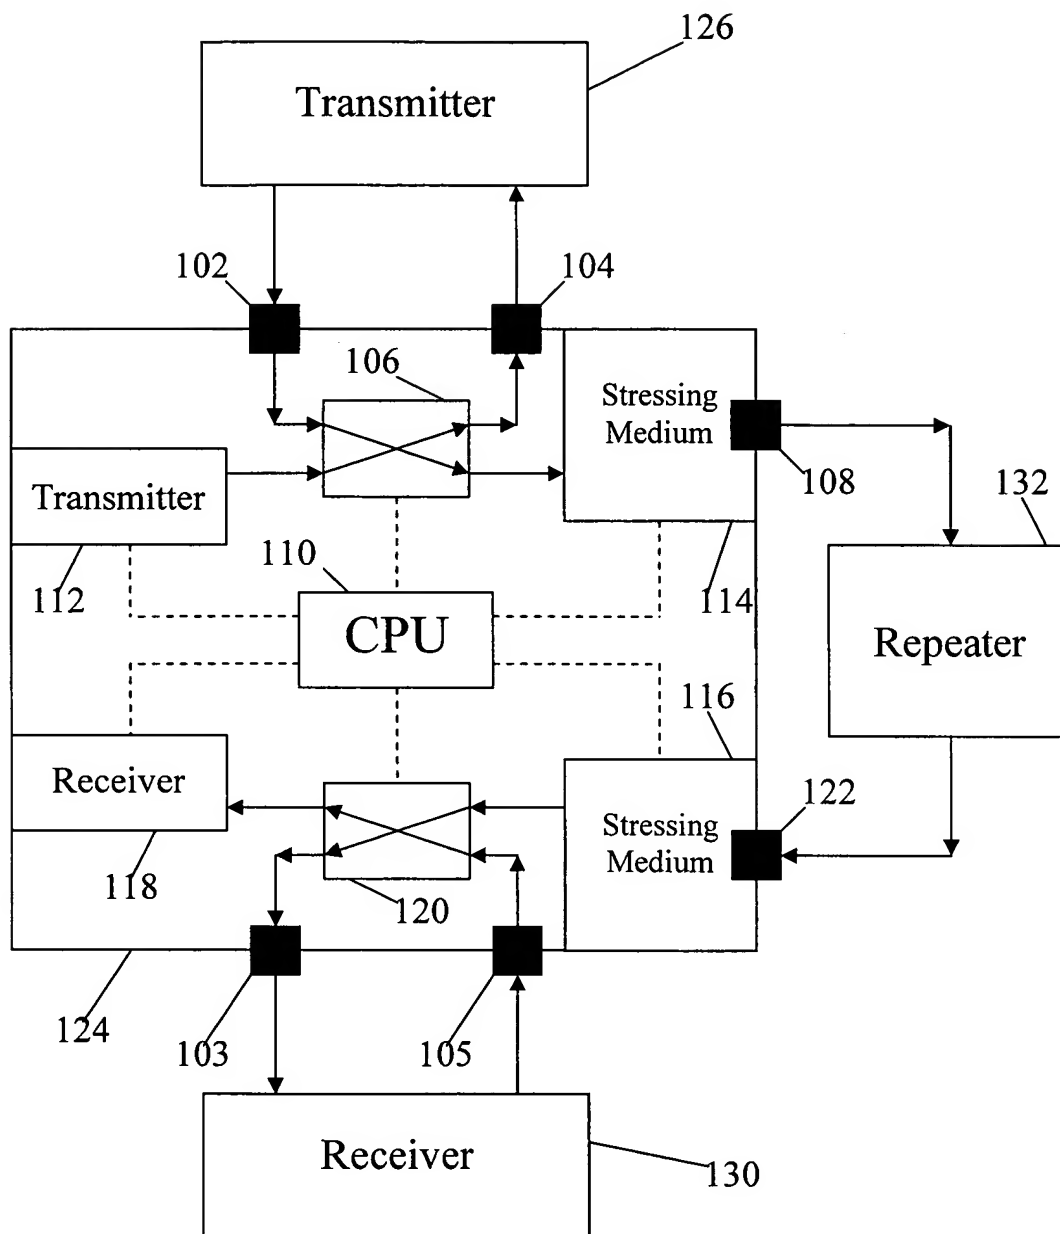 126
Transmitter
102
104
106
Stressing
Medium
108
132
Transmitter
110
112
114
CPU
Repeater
116
Receiver
122
Stressing
Medium
118
120
124
103
105
Receiver
130